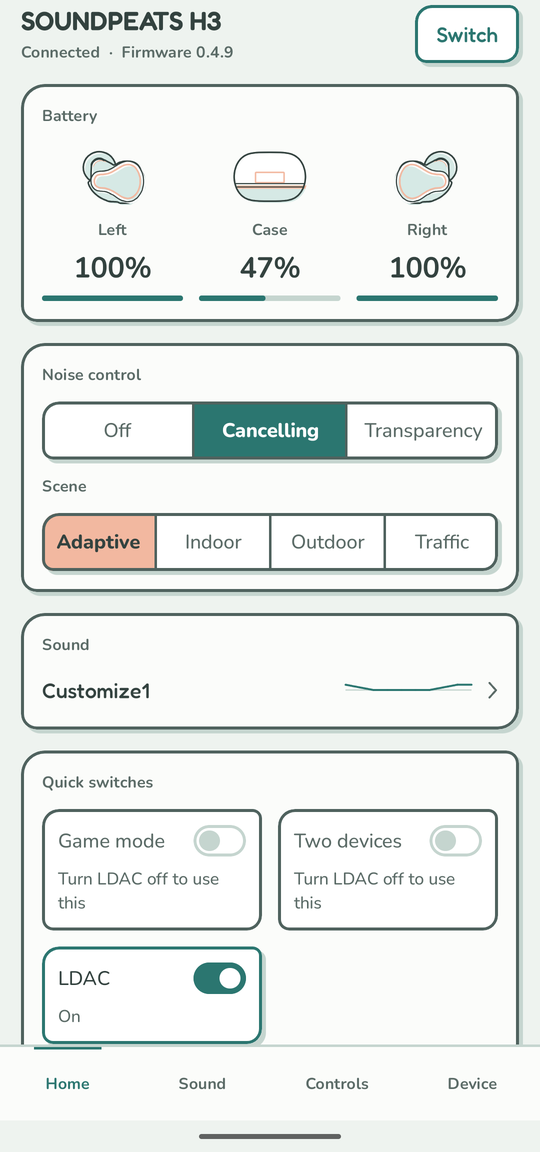 SOUNDPEATS H3
Connected · Firmware 0.4.9
Switch
Battery
Left
Case
Right
100%
47%
100%
Noise control
Off
Cancelling
Transparency
Scene
Adaptive
Indoor
Outdoor
Traffic
Sound
Customize1
Quick switches
Game mode
Turn LDAC off to use
this
Two devices
Turn LDAC off to use
this
LDAC
On
Home
Sound
Controls
Device